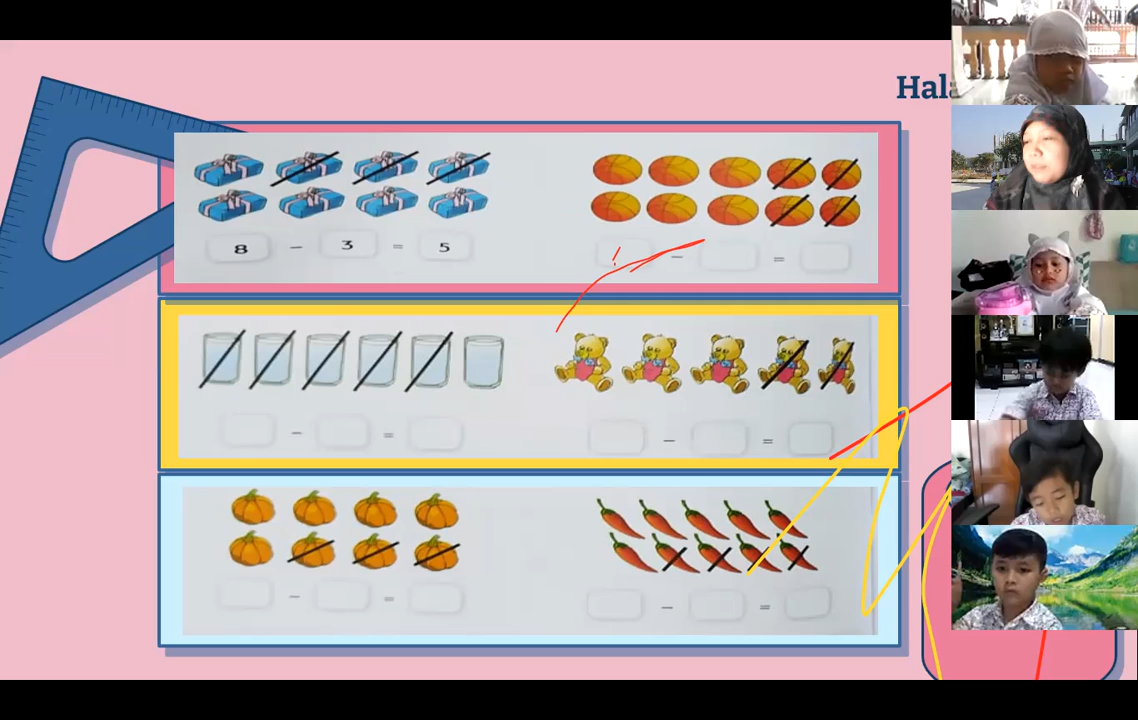 Hala
8 - 3 = 5
- =
- =
- =
- =
- =